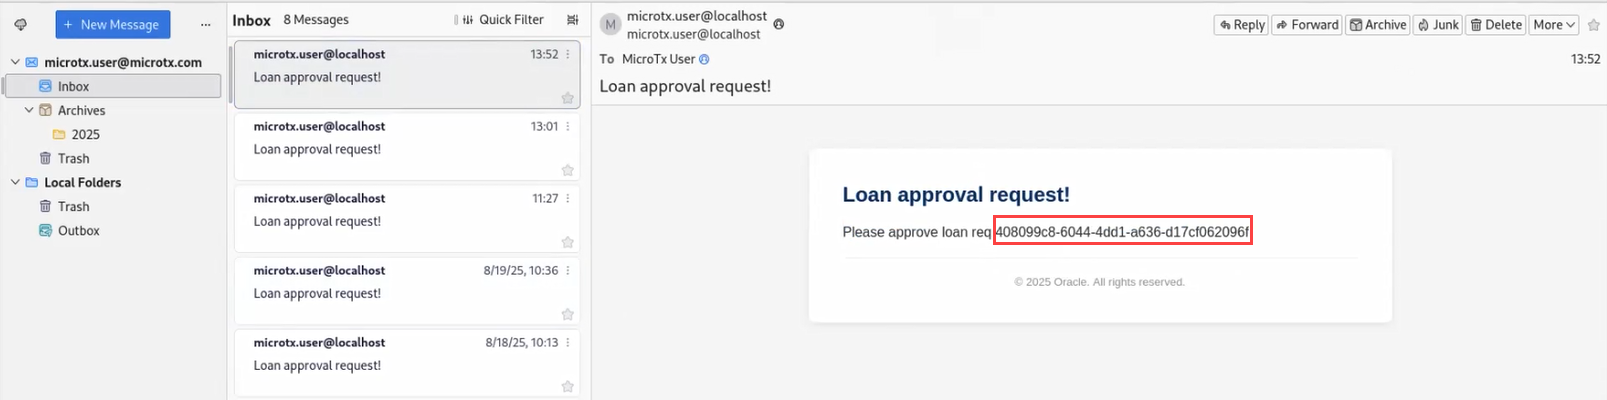 + New Message
...
microtx.user@microtx.com
Inbox
Archives
2025
Trash
Local Folders
Trash
Outbox
Inbox 8 Messages Quick Filter
microtx.user@localhost 13:52
Loan approval request!
microtx.user@localhost 13:01
Loan approval request!
microtx.user@localhost 11:27
Loan approval request!
microtx.user@localhost 8/19/25, 10:36
Loan approval request!
microtx.user@localhost 8/18/25, 10:13
Loan approval request!
M
microtx.user@localhost
microtx.user@localhost
Reply Forward Archive Junk Delete More
To MicroTx User 13:52
Loan approval request!
Loan approval request!
Please approve loan req 408099c8-6044-4dd1-a636-d17cf062096f
© 2025 Oracle. All rights reserved.